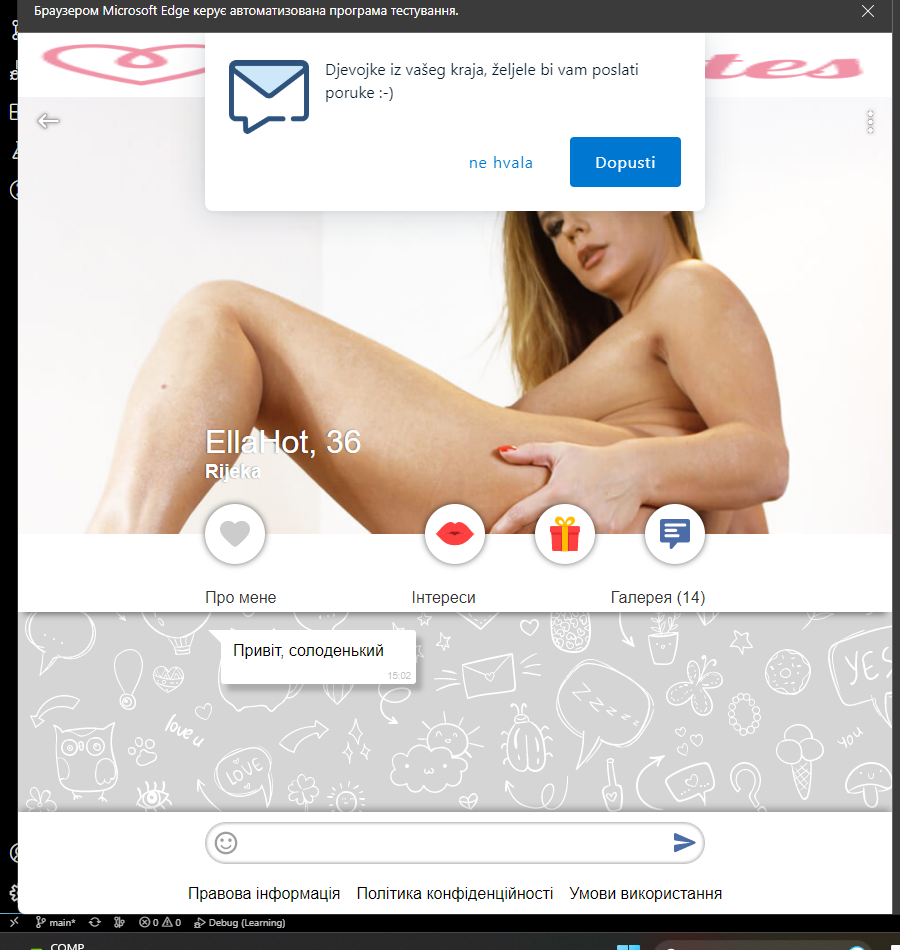 Браузером Microsoft Edge керує автоматизована програма тестування.
Djevojke iz vašeg kraja, željele bi vam poslati
poruke :-)
ne hvala
Dopusti
EllaHot, 36
Rijeka
Про мене
Інтереси
Галерея (14)
Привіт, солоденький
15:02
YES
love u
LOVE
you
zzzzz
Правова інформація
Політика конфіденційності
Умови використання
main*
0
0
Debug (Learning)
COMP